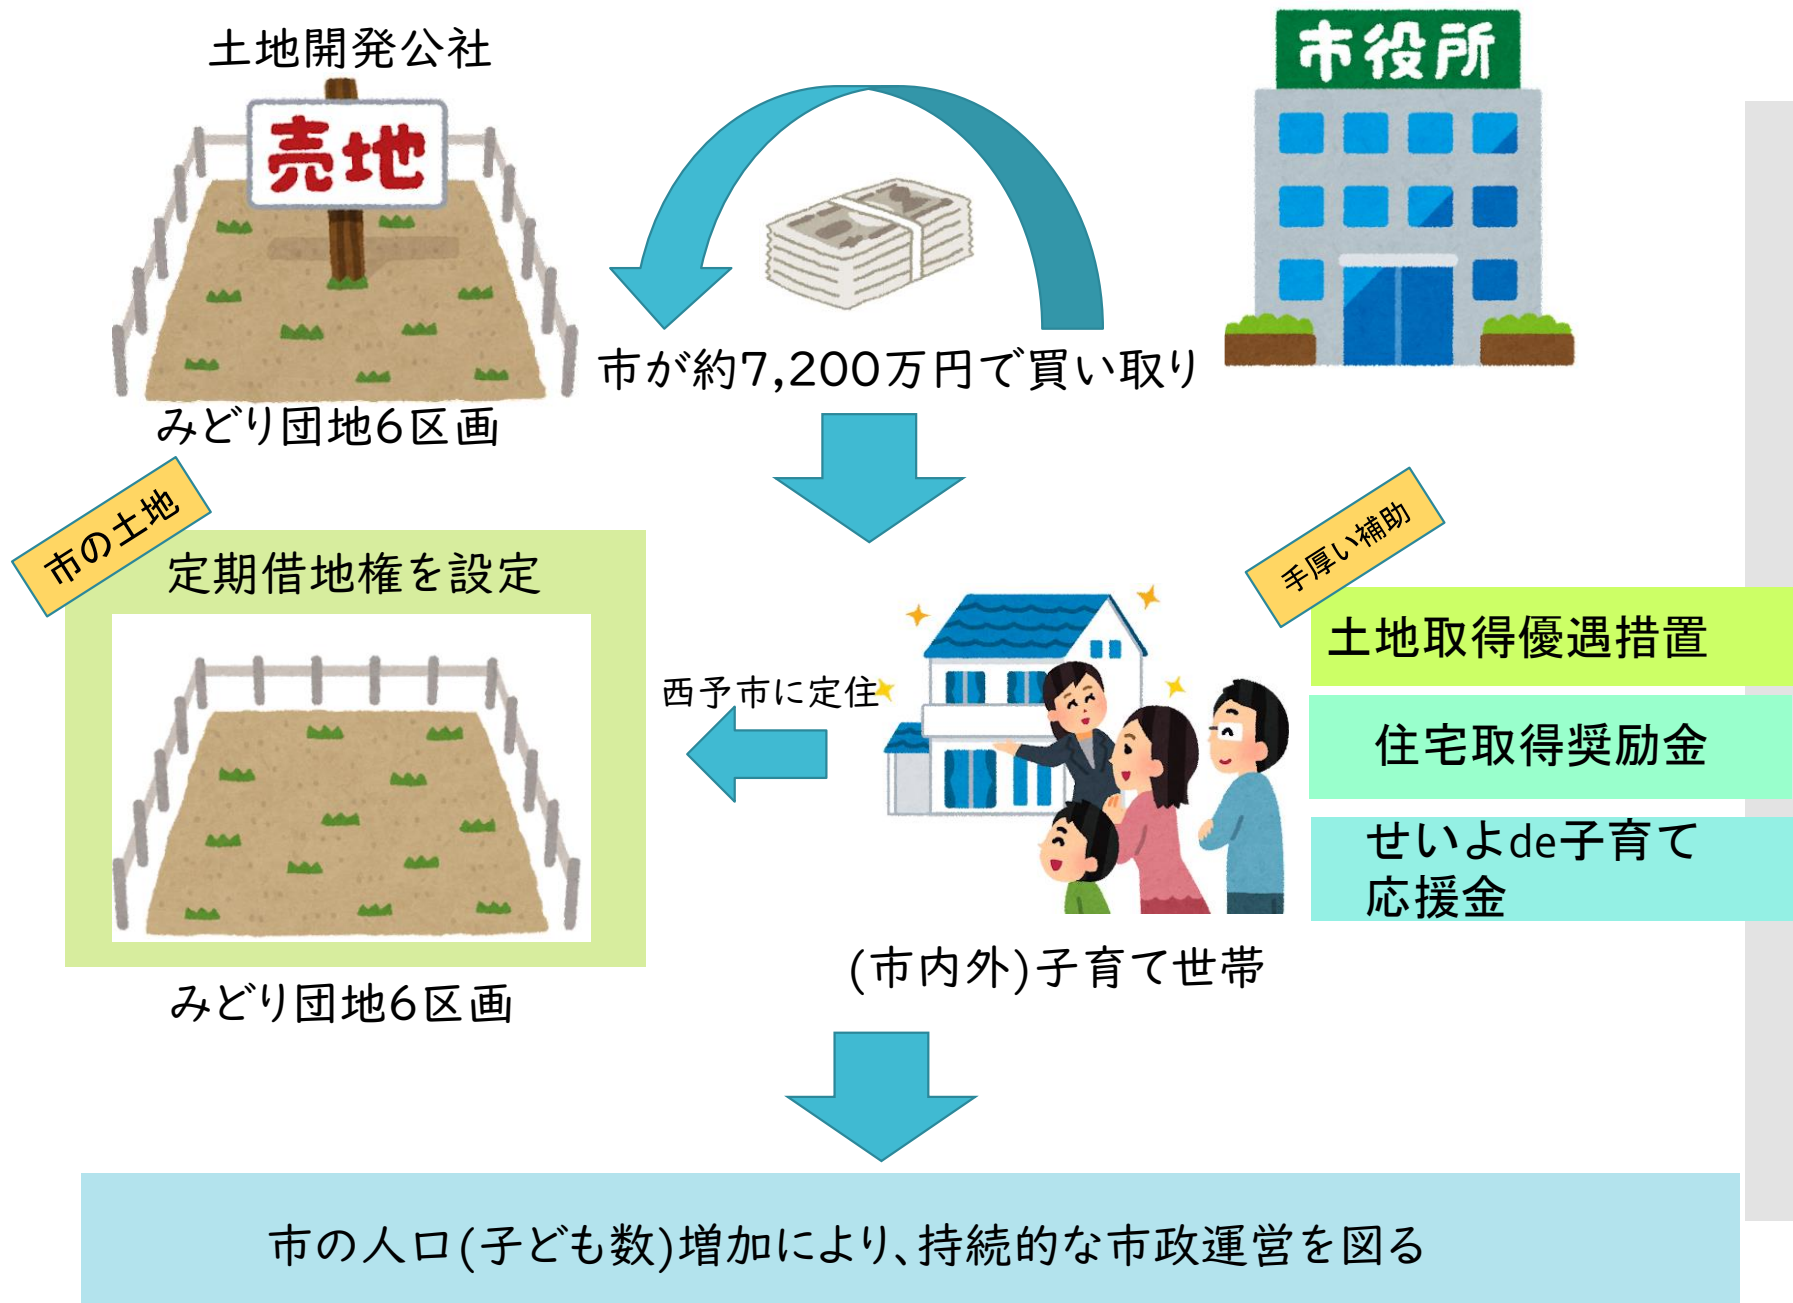 土地開発公社
売地
市役所
市が約7,200万円で買い取り
みどり団地6区画
市の土地
定期借地権を設定
西予市に定住
手厚い補助
土地取得優遇措置
住宅取得奨励金
せいよde子育て
応援金
(市内外)子育て世帯
みどり団地6区画
市の人口(子ども数)増加により、持続的な市政運営を図る